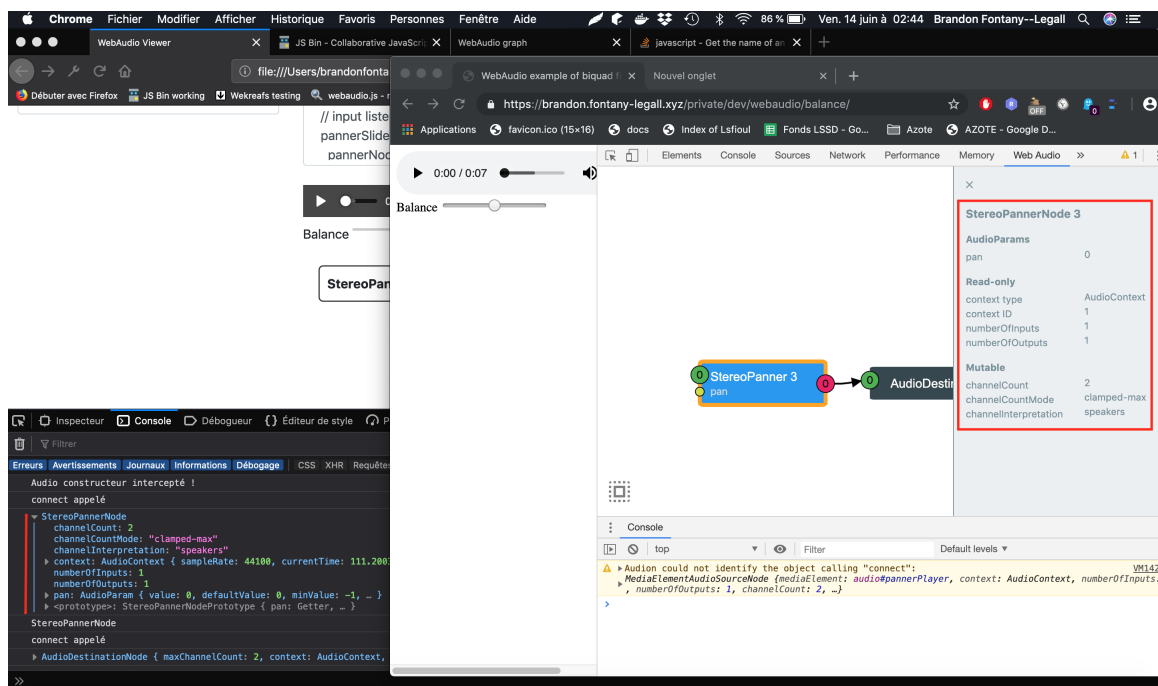 Chrome Fichier Modifier Afficher Historique Favoris Personnes Fenêtre Aide 86 % Ven. 14 juin à 02:44 Brandon Fontany--Legall
WebAudio Viewer
JS Bin - Collaborative JavaScrip
WebAudio graph
javascript - Get the name of an
file:///Users/brandonfonta
Débuter avec Firefox JS Bin working Wekreafs testing webaudio.js - r
// input liste
pannerSlide
pannerNoc
Balance
StereoPan
WebAudio example of biquad f
Nouvel onglet
https://brandon.fontany-legall.xyz/private/dev/webaudio/balance/
OFF
0
Applications favicon.ico (15×16) docs Index of Lsfioul Fonds LSSD - Go... Azote AZOTE - Google D...
0:00 / 0:07
Balance
Elements Console Sources Network Performance Memory Web Audio » 1
StereoPanner 3
pan
0
0
0
AudioDestin
StereoPannerNode 3
AudioParams
pan 0
Read-only
context type AudioContext
context ID 1
numberOfInputs 1
numberOfOutputs 1
Mutable
channelCount 2
channelCountMode clamped-max
channelInterpretation speakers
Console
top Filter Default levels
Audion could not identify the object calling "connect": VM142
MediaElementAudioSourceNode {mediaElement: audio#pannerPlayer, context: AudioContext, numberOfInputs:
, numberOfOutputs: 1, channelCount: 2, …}
Inspecteur Console Débogueur {} Éditeur de style P
Filtrer
Erreurs Avertissements Journaux Informations Débogage CSS XHR Requêtes
Audio constructeur intercepté !
connect appelé
StereoPannerNode
channelCount: 2
channelCountMode: "clamped-max"
channelInterpretation: "speakers"
context: AudioContext { sampleRate: 44100, currentTime: 111.2003
numberOfInputs: 1
numberOfOutputs: 1
pan: AudioParam { value: 0, defaultValue: 0, minValue: -1, … }
<prototype>: StereoPannerNodePrototype { pan: Getter, … }
StereoPannerNode
connect appelé
AudioDestinationNode { maxChannelCount: 2, context: AudioContext,
»